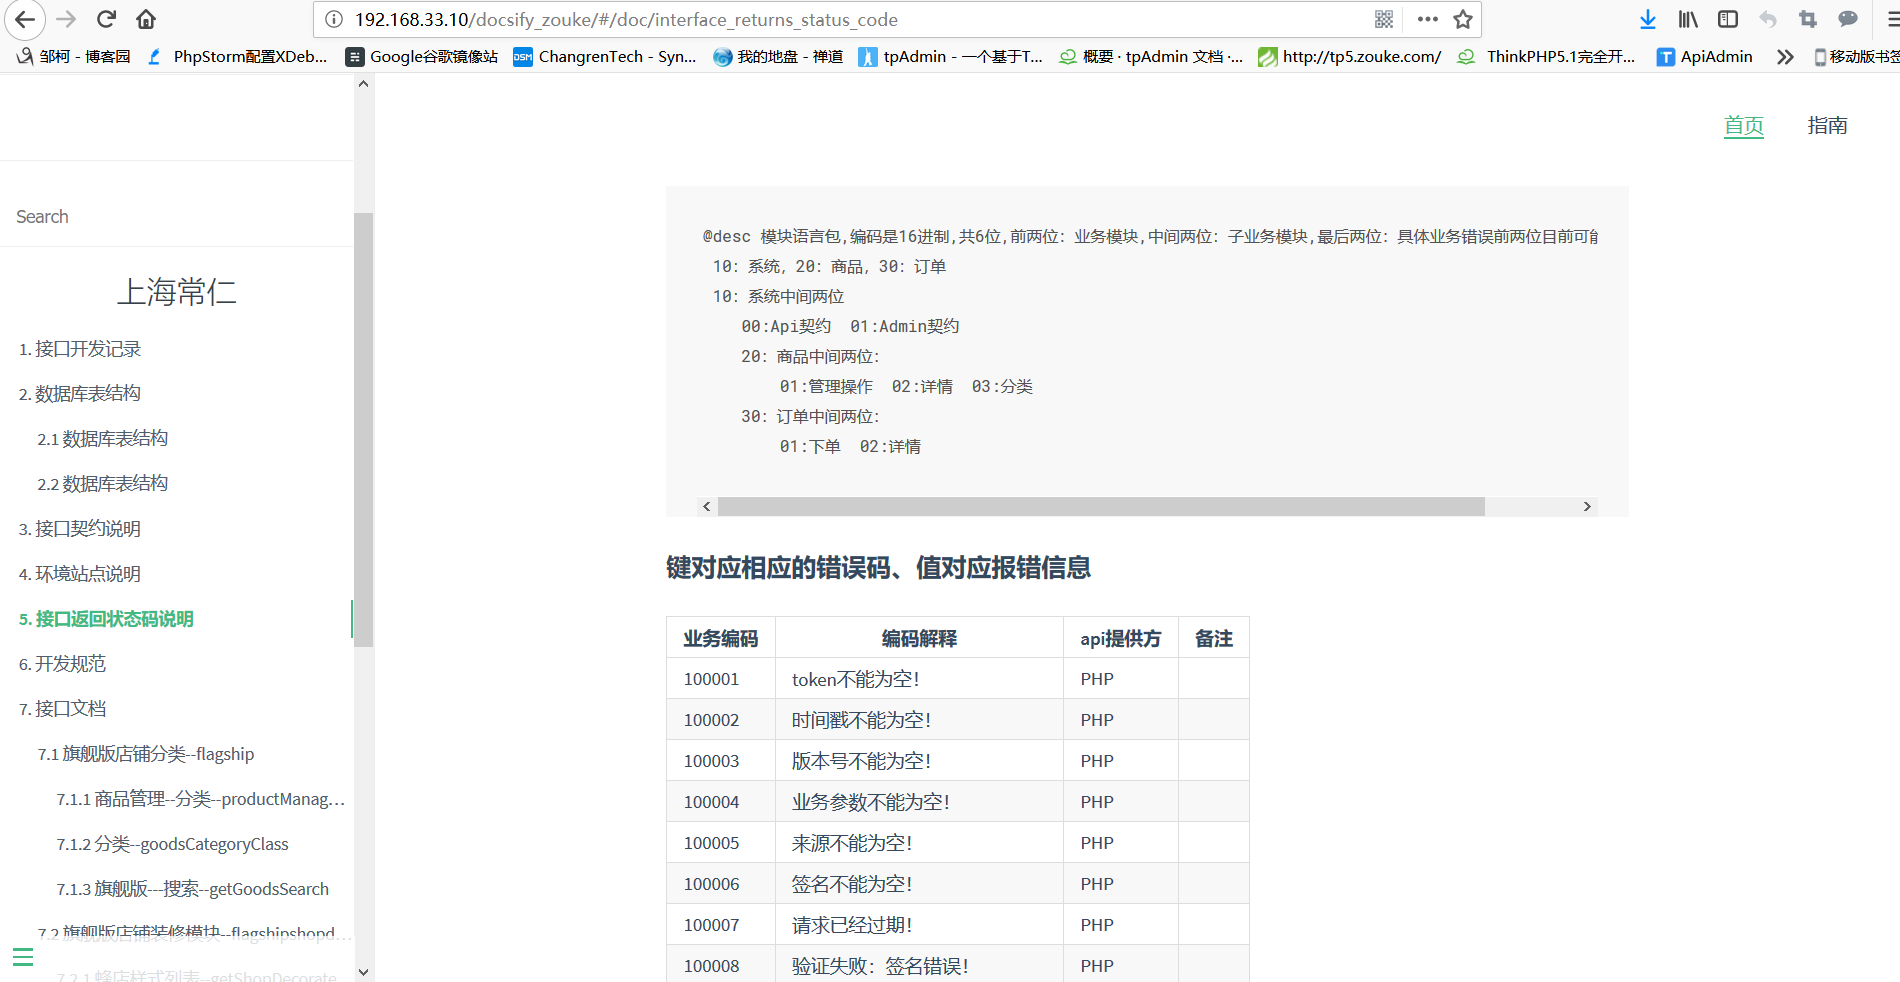 192.168.33.10/docsify_zouke/#/doc/interface_returns_status_code
邹柯 - 博客园 PhpStorm配置XDeb... Google谷歌镜像站 DSM ChangrenTech - Syn... 我的地盘 - 禅道 tpAdmin - 一个基于T... 概要 · tpAdmin 文档 ·... http://tp5.zouke.com/ ThinkPHP5.1完全开... T ApiAdmin 移动版书签
首页 指南
Search
上海常仁
1. 接口开发记录
2. 数据库表结构
2.1 数据库表结构
2.2 数据库表结构
3. 接口契约说明
4. 环境站点说明
5. 接口返回状态码说明
6. 开发规范
7. 接口文档
7.1 旗舰版店铺分类--flagship
7.1.1 商品管理--分类--productManag...
7.1.2 分类--goodsCategoryClass
7.1.3 旗舰版---搜索--getGoodsSearch
7.2 旗舰版店铺装修模块--flagshipshopd...
7.2.1 蜂店样式列表--getShopDecorate
@desc 模块语言包,编码是16进制,共6位,前两位：业务模块,中间两位：子业务模块,最后两位：具体业务错误前两位目前可能
10：系统，20：商品，30：订单
10：系统中间两位
00:Api契约 01:Admin契约
20：商品中间两位：
01:管理操作 02:详情 03:分类
30：订单中间两位：
01:下单 02:详情
键对应相应的错误码、值对应报错信息
业务编码 编码解释 api提供方 备注
100001 token不能为空！ PHP
100002 时间戳不能为空！ PHP
100003 版本号不能为空！ PHP
100004 业务参数不能为空！ PHP
100005 来源不能为空！ PHP
100006 签名不能为空！ PHP
100007 请求已经过期！ PHP
100008 验证失败：签名错误！ PHP